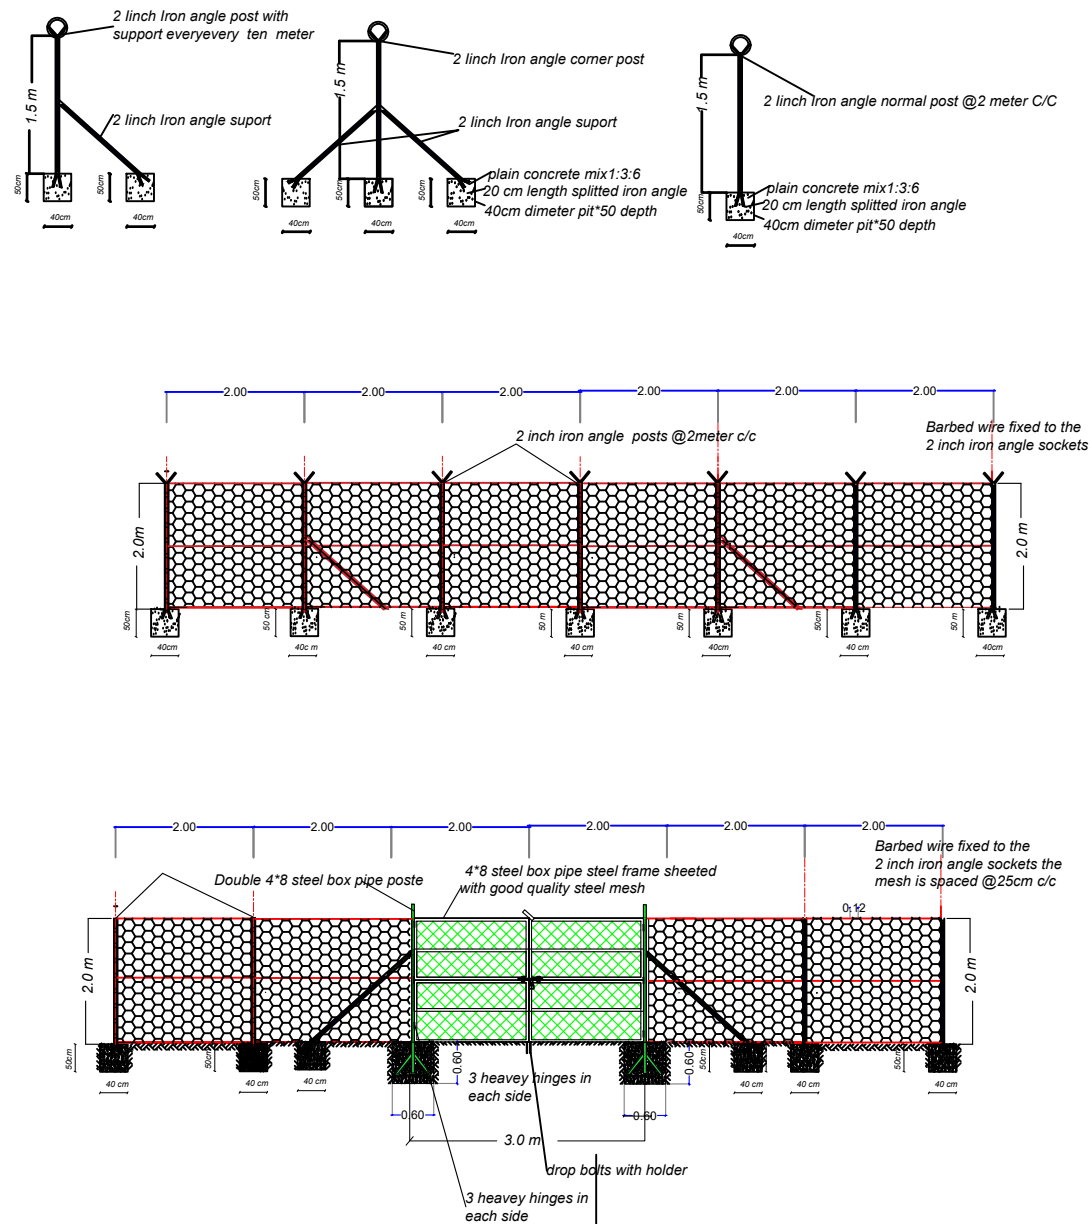 2 Iinch Iron angle post with
support everyevery ten meter
1.5 m
2 Iinch Iron angle suport
50cm
50cm
40cm
40cm
2 Iinch Iron angle corner post
1.5 m
2 Iinch Iron angle suport
50cm
50cm
50cm
plain concrete mix1:3:6
20 cm length splitted iron angle
40cm dimeter pit*50 depth
40cm
40cm
40cm
1.5 m
2 Iinch Iron angle normal post @2 meter C/C
50cm
plain concrete mix1:3:6
20 cm length splitted iron angle
40cm dimeter pit*50 depth
40cm
2.00
2.00
2.00
2.00
2.00
2.00
2 inch iron angle posts @2meter c/c
Barbed wire fixed to the
2 inch iron angle sockets
2.0m
2.0 m
50cm
50 cm
50 m
50 m
50 m
50cm
50 m
40cm
40c m
40 cm
40 cm
40 cm
40 cm
40cm
2.00
2.00
2.00
2.00
2.00
2.00
Double 4*8 steel box pipe poste
4*8 steel box pipe steel frame sheeted
with good quality steel mesh
Barbed wire fixed to the
2 inch iron angle sockets the
mesh is spaced @25cm c/c
0.12
2.0 m
2.0 m
50cm
50cm
0.60
0.60
50cm
50cm
40 cm
40 cm
40 cm
40 cm
40 cm
40 cm
3 heavey hinges in
each side
0.60
0.60
3.0 m
drop bolts with holder
3 heavey hinges in
each side